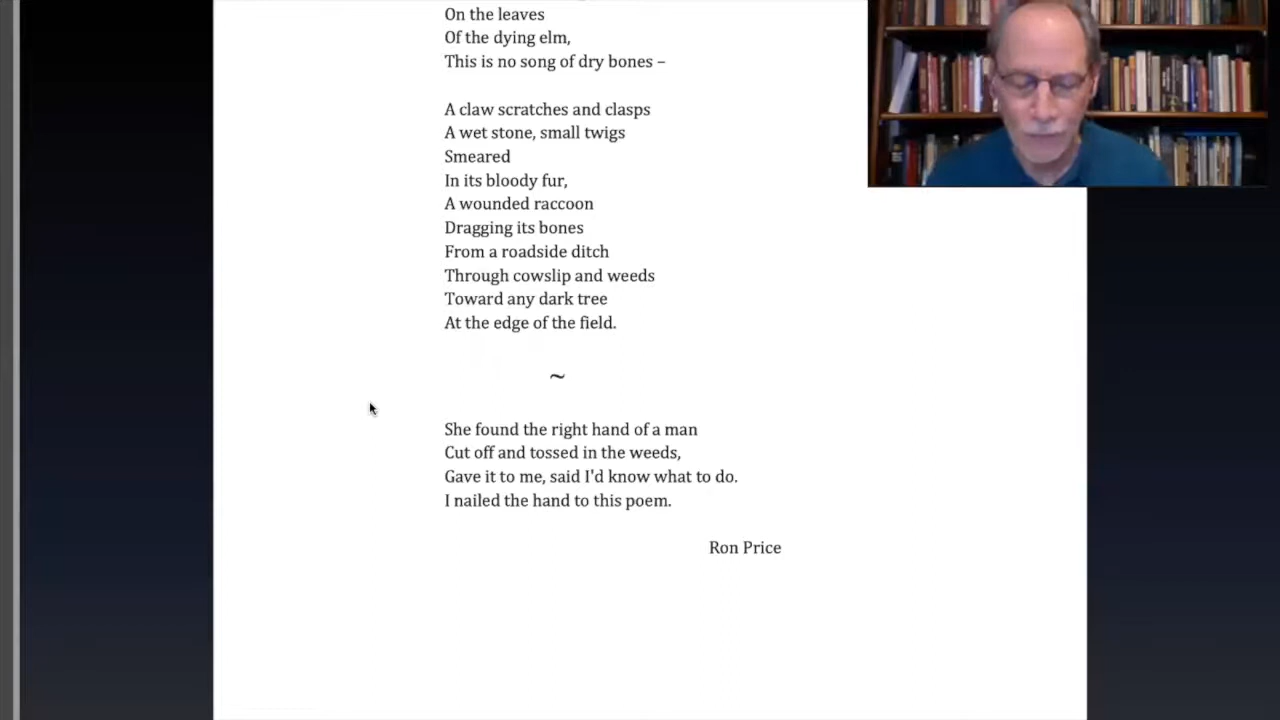 On the leaves
Of the dying elm,
This is no song of dry bones –
A claw scratches and clasps
A wet stone, small twigs
Smeared
In its bloody fur,
A wounded raccoon
Dragging its bones
From a roadside ditch
Through cowslip and weeds
Toward any dark tree
At the edge of the field.
~
She found the right hand of a man
Cut off and tossed in the weeds,
Gave it to me, said I'd know what to do.
I nailed the hand to this poem.
Ron Price